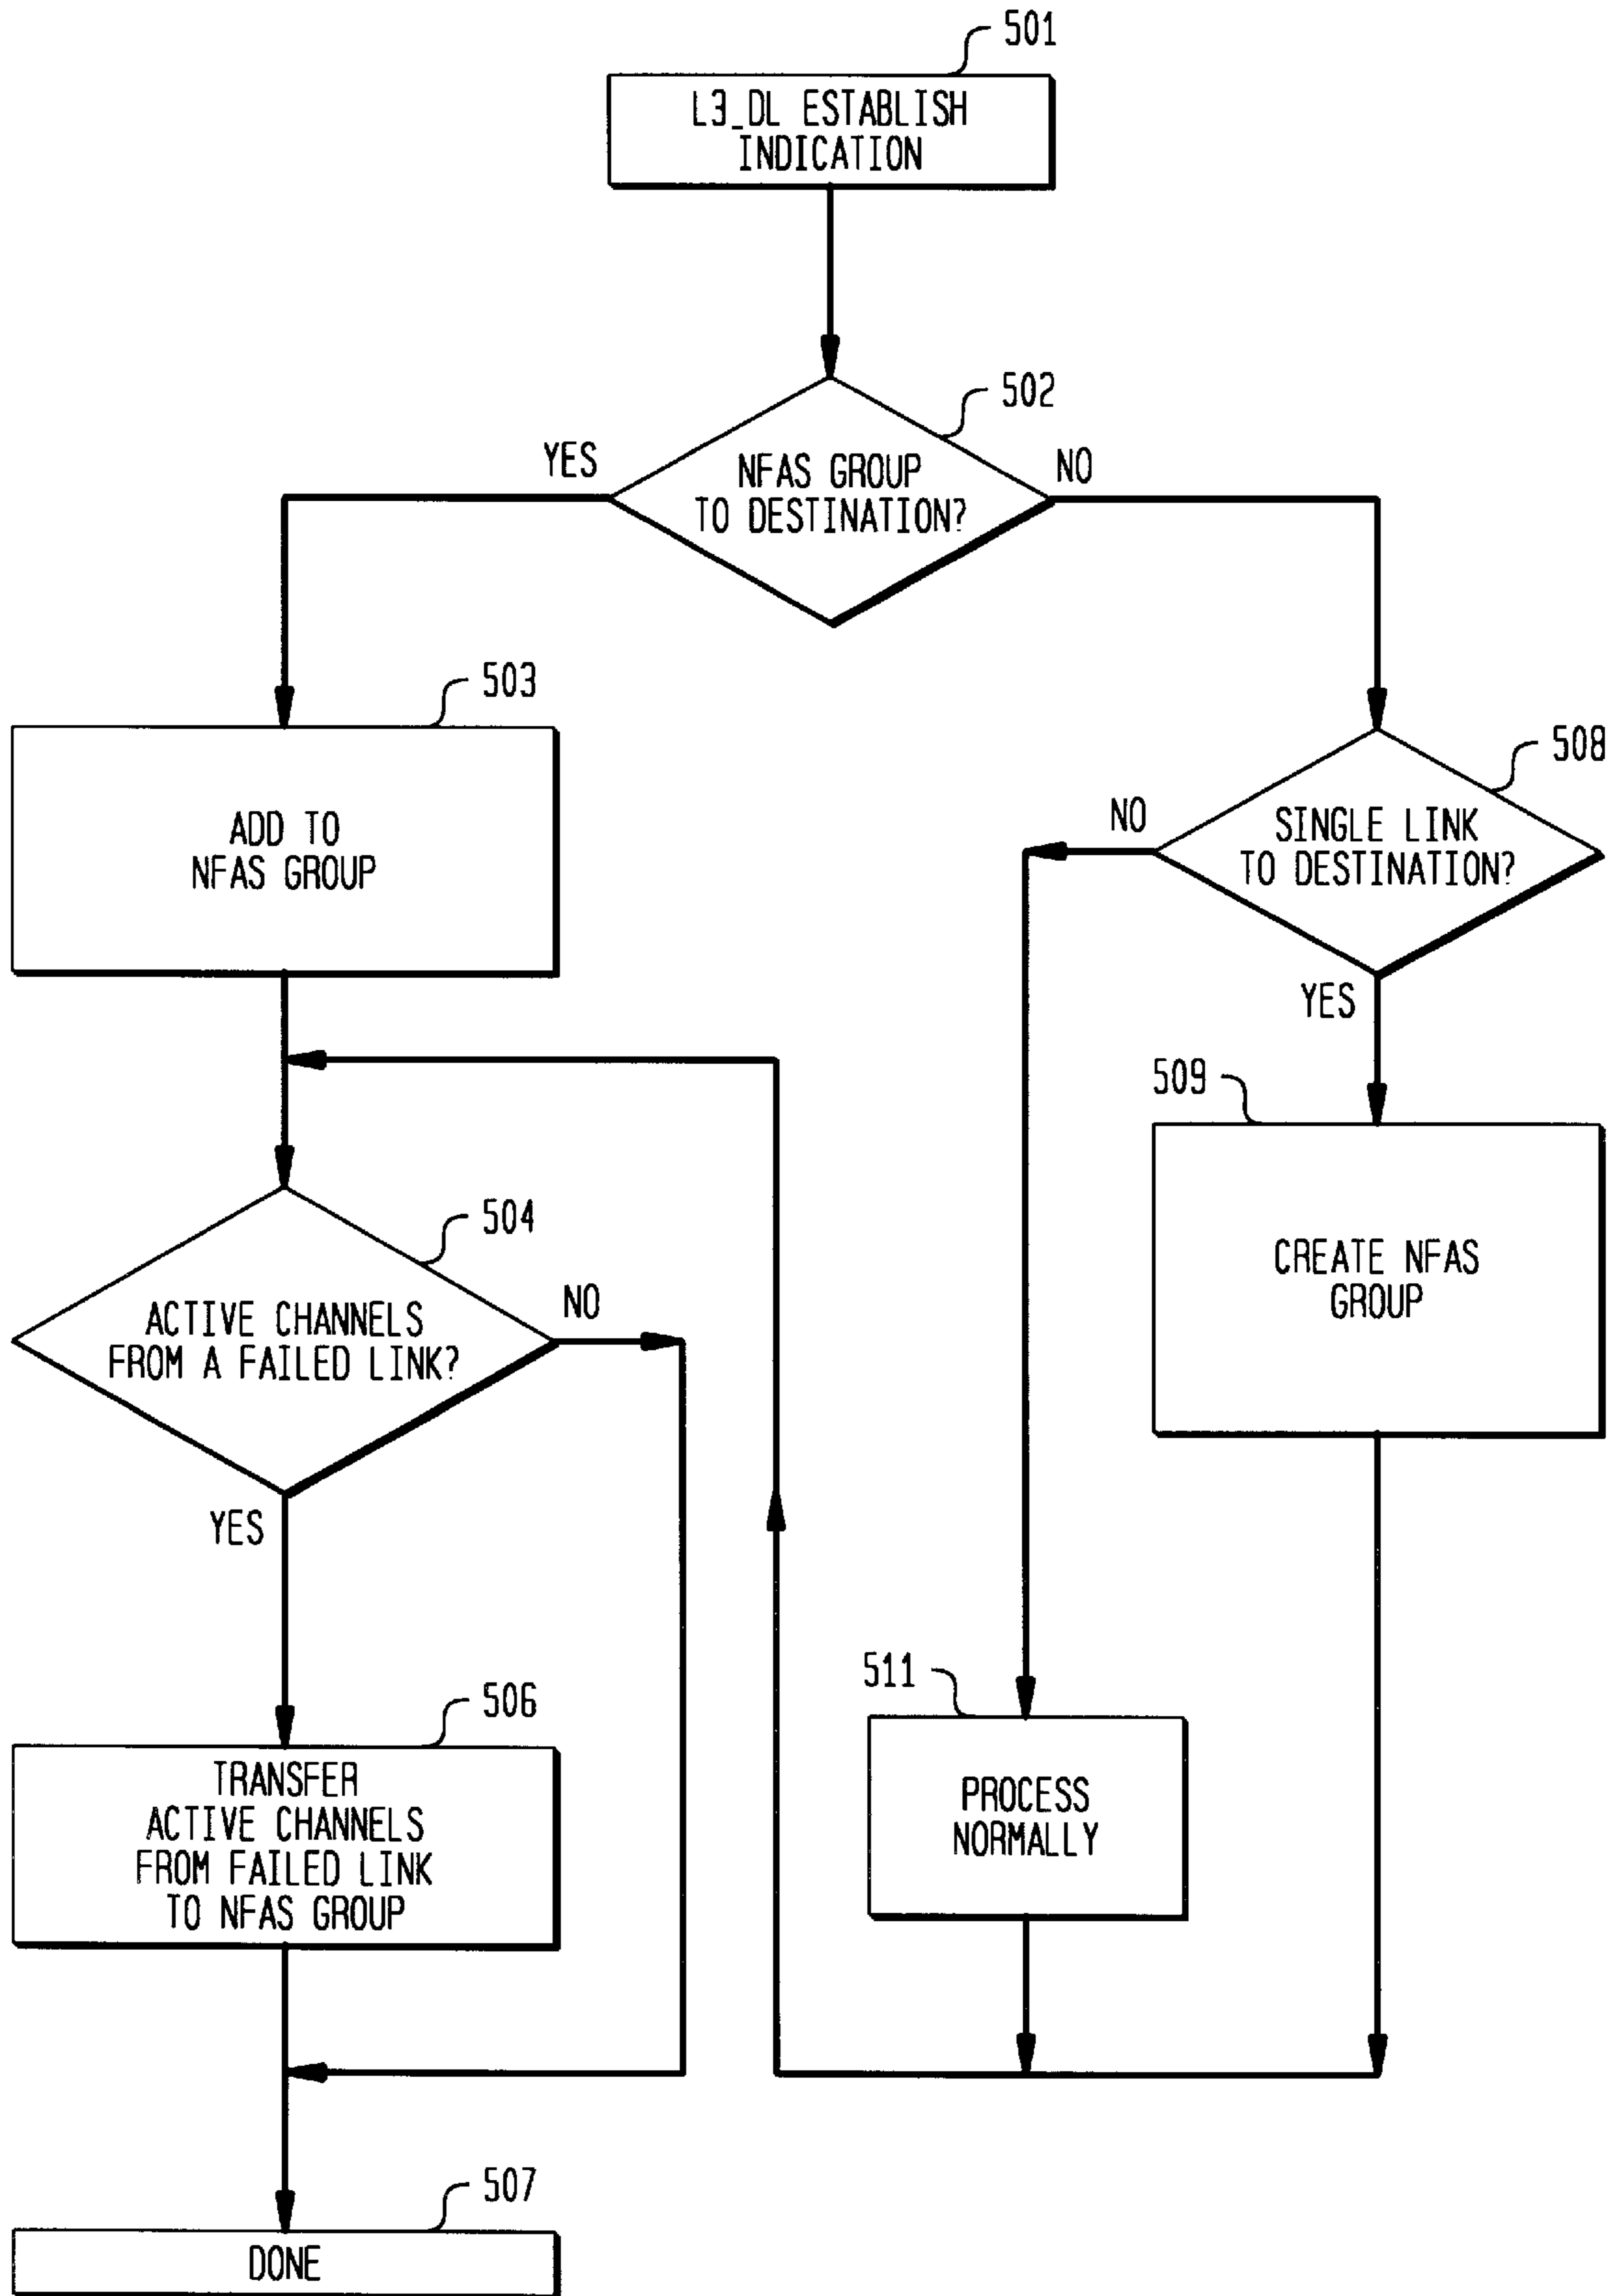 501
L3_DL ESTABLISH
INDICATION
502
YES
NFAS GROUP
TO DESTINATION?
NO
503
ADD TO
NFAS GROUP
508
NO
SINGLE LINK
TO DESTINATION?
YES
509
CREATE NFAS
GROUP
504
ACTIVE CHANNELS
FROM A FAILED LINK?
NO
YES
506
TRANSFER
ACTIVE CHANNELS
FROM FAILED LINK
TO NFAS GROUP
511
PROCESS
NORMALLY
507
DONE